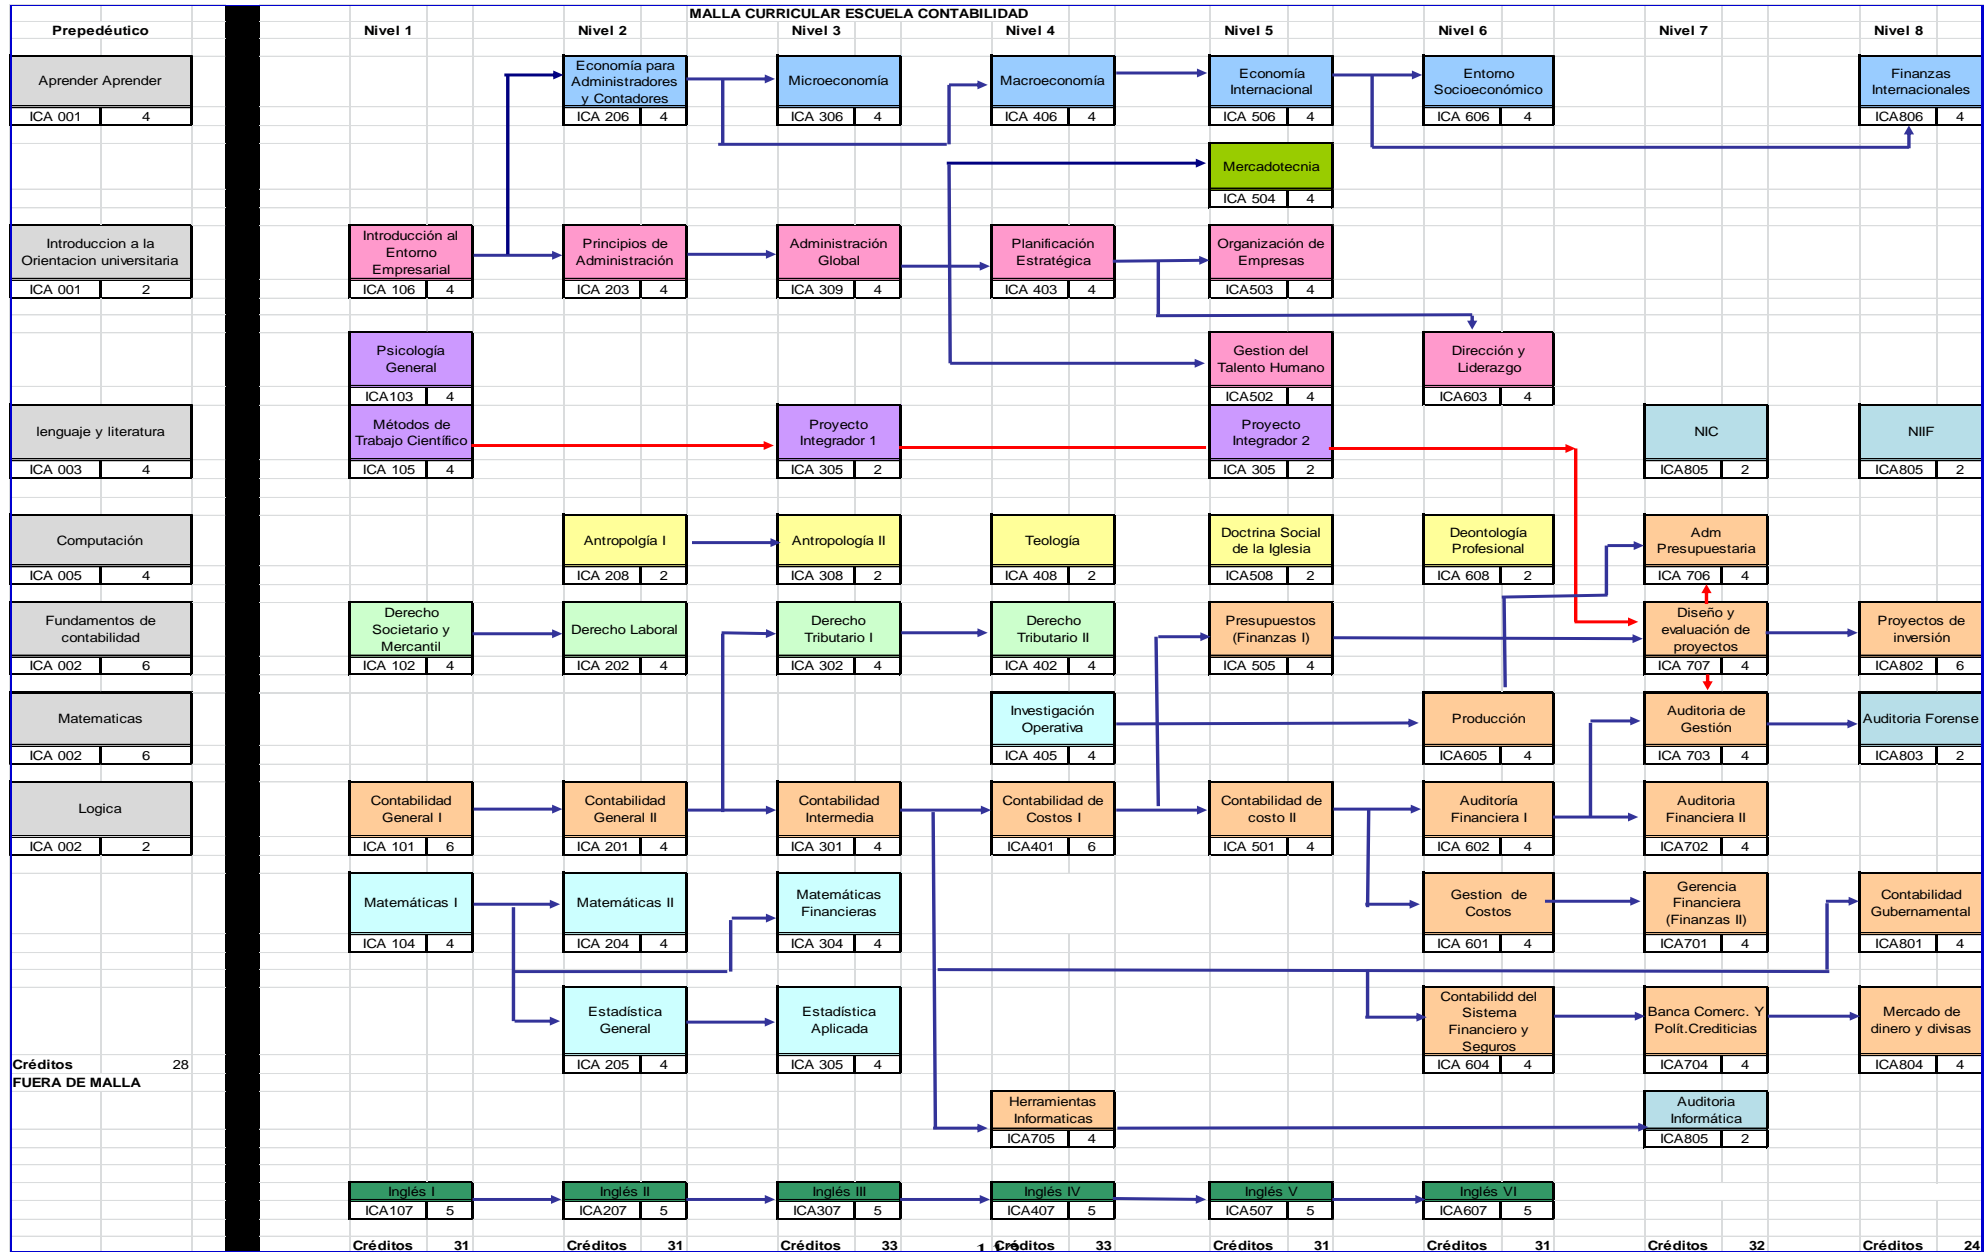 MALLA CURRICULAR ESCUELA CONTABILIDAD
Prepedéutico Nivel 1 Nivel 2 Nivel 3 Nivel 4 Nivel 5 Nivel 6 Nivel 7 Nivel 8
Aprender Aprender
ICA 001 4
Economía para
Administradores
y Contadores
ICA 206 4
Microeconomía
ICA 306 4
Macroeconomía
ICA 406 4
Economía
Internacional
ICA 506 4
Entorno
Socioeconómico
ICA 606 4
Finanzas
Internacionales
ICA806 4
Mercadotecnia
ICA 504 4
Introduccion a la
Orientacion universitaria
ICA 001 2
Introducción al
Entorno
Empresarial
ICA 106 4
Principios de
Administración
ICA 203 4
Administración
Global
ICA 309 4
Planificación
Estratégica
ICA 403 4
Organización de
Empresas
ICA503 4
Psicología
General
ICA103 4
Gestion del
Talento Humano
ICA502 4
Dirección y
Liderazgo
ICA603 4
lenguaje y literatura
ICA 003 4
Métodos de
Trabajo Científico
ICA 105 4
Proyecto
Integrador 1
ICA 305 2
Proyecto
Integrador 2
ICA 305 2
NIC
ICA805 2
NIIF
ICA805 2
Computación
ICA 005 4
Antropolgía I
ICA 208 2
Antropología II
ICA 308 2
Teología
ICA 408 2
Doctrina Social
de la Iglesia
ICA508 2
Deontología
Profesional
ICA 608 2
Adm
Presupuestaria
ICA 706 4
Fundamentos de
contabilidad
ICA 002 6
Derecho
Societario y
Mercantil
ICA 102 4
Derecho Laboral
ICA 202 4
Derecho
Tributario I
ICA 302 4
Derecho
Tributario II
ICA 402 4
Presupuestos
(Finanzas I)
ICA 505 4
Diseño y
evaluación de
proyectos
ICA 707 4
Proyectos de
inversión
ICA802 6
Matematicas
ICA 002 6
Investigación
Operativa
ICA 405 4
Producción
ICA605 4
Auditoria de
Gestión
ICA 703 4
Auditoria Forense
ICA803 2
Logica
ICA 002 2
Contabilidad
General I
ICA 101 6
Contabilidad
General II
ICA 201 4
Contabilidad
Intermedia
ICA 301 4
Contabilidad de
Costos I
ICA401 6
Contabilidad de
costo II
ICA 501 4
Auditoría
Financiera I
ICA 602 4
Auditoria
Financiera II
ICA702 4
Matemáticas I
ICA 104 4
Matemáticas II
ICA 204 4
Matemáticas
Financieras
ICA 304 4
Gestion de
Costos
ICA 601 4
Gerencia
Financiera
(Finanzas II)
ICA701 4
Contabilidad
Gubernamental
ICA801 4
Estadística
General
ICA 205 4
Estadística
Aplicada
ICA 305 4
Contabilidd del
Sistema
Financiero y
Seguros
ICA 604 4
Banca Comerc. Y
Polít.Crediticias
ICA704 4
Mercado de
dinero y divisas
ICA804 4
Créditos 28
FUERA DE MALLA
Herramientas
Informaticas
ICA705 4
Auditoria
Informática
ICA805 2
Inglés I
ICA107 5
Inglés II
ICA207 5
Inglés III
ICA307 5
Inglés IV
ICA407 5
Inglés V
ICA507 5
Inglés VI
ICA607 5
Créditos 31 Créditos 31 Créditos 33 Créditos 33 Créditos 31 Créditos 31 Créditos 32 Créditos 24